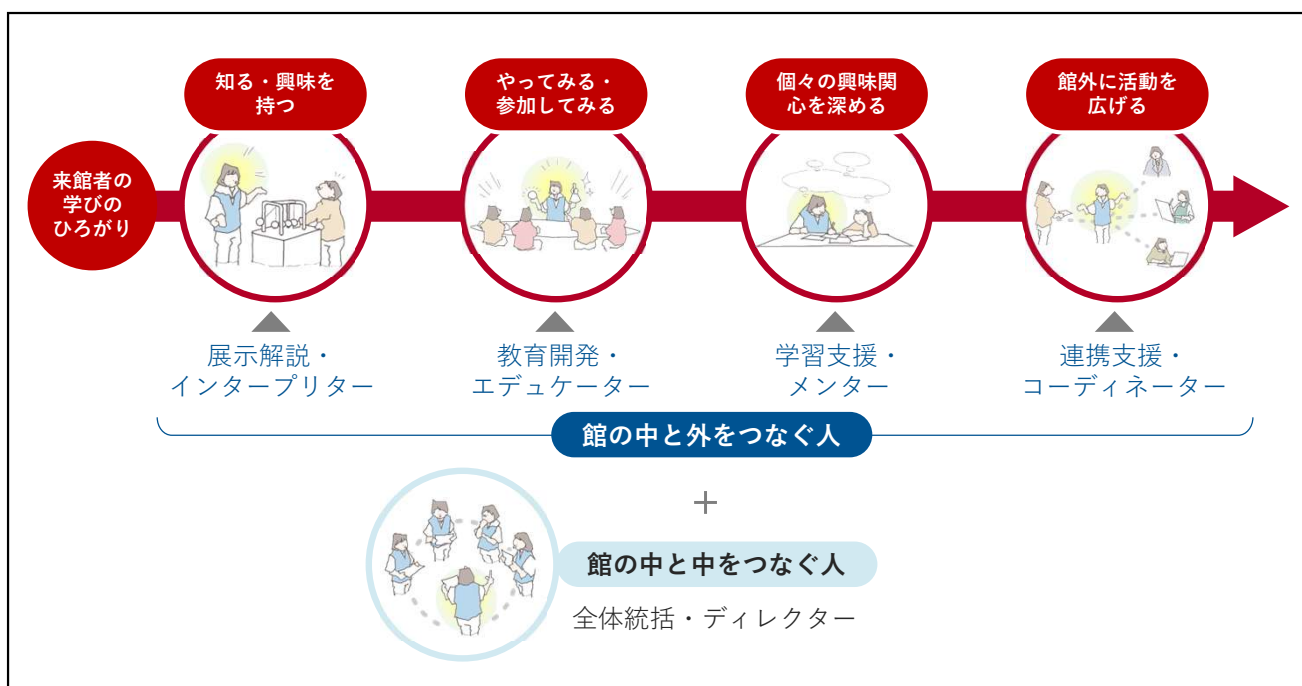 知る・興味を
持つ
やってみる・
参加してみる
個々の興味関
心を深める
館外に活動を
広げる
来館者の
学びの
ひろがり
展示解説・
インタープリター
教育開発・
エデュケーター
学習支援・
メンター
連携支援・
コーディネーター
館の中と外をつなぐ人
+
館の中と中をつなぐ人
全体統括・ディレクター